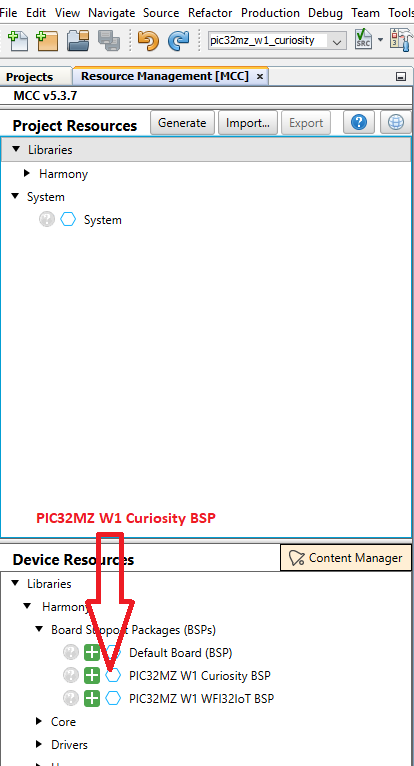 File Edit View Navigate Source Refactor Production Debug Team Tools
pic32mz_w1_curiosity
SRC
Projects Resource Management [MCC] ×
MCC v5.3.7
Project Resources Generate Import... Export ?
Libraries
Harmony
System
? System
PIC32MZ W1 Curiosity BSP
Device Resources Content Manager
Libraries
Harmony
Board Support Packages (BSPs)
? Default Board (BSP)
? PIC32MZ W1 Curiosity BSP
? PIC32MZ W1 WFI32IoT BSP
Core
Drivers